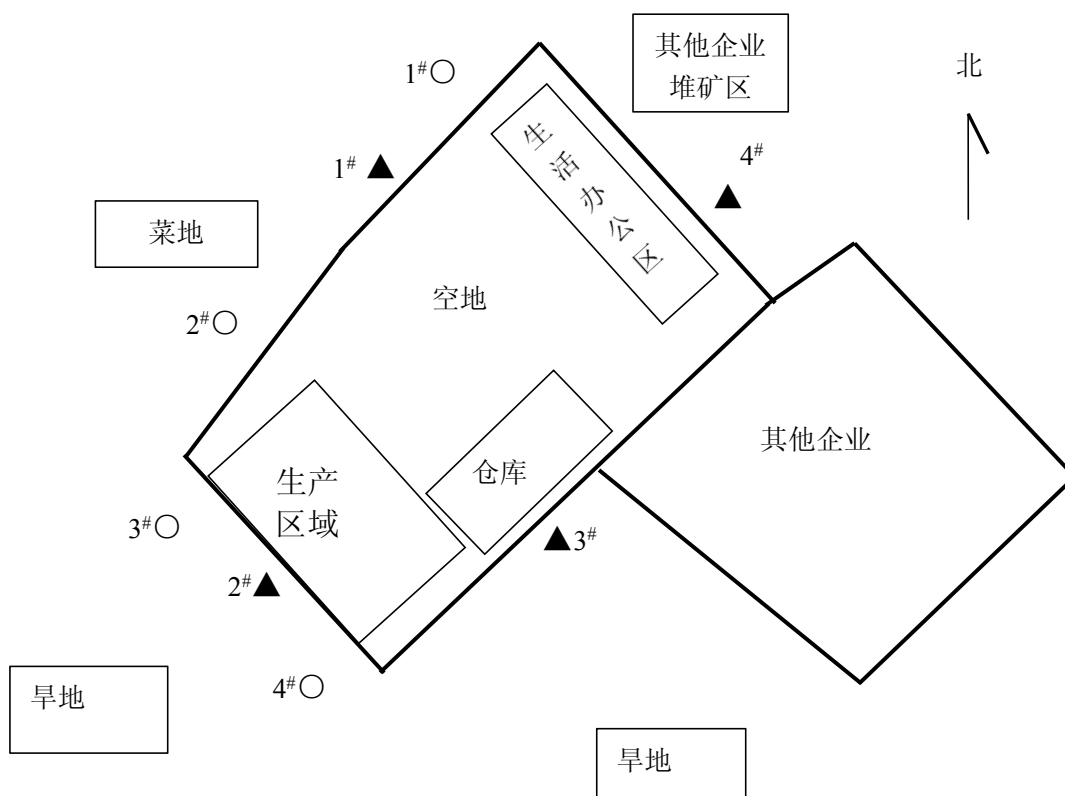 其他企业
堆矿区
北
1#○
生活办公区
4#▲
1#▲
菜地
空地
2#○
其他企业
仓库
生产
区域
3#○
▲3#
2#▲
4#○
旱地
旱地